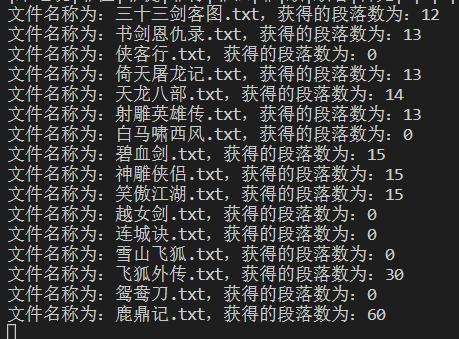 文件名称为：三十三剑客图.txt，获得的段落数为：12
文件名称为：书剑恩仇录.txt，获得的段落数为：13
文件名称为：侠客行.txt，获得的段落数为：0
文件名称为：倚天屠龙记.txt，获得的段落数为：13
文件名称为：天龙八部.txt，获得的段落数为：14
文件名称为：射雕英雄传.txt，获得的段落数为：13
文件名称为：白马啸西风.txt，获得的段落数为：0
文件名称为：碧血剑.txt，获得的段落数为：15
文件名称为：神雕侠侣.txt，获得的段落数为：15
文件名称为：笑傲江湖.txt，获得的段落数为：15
文件名称为：越女剑.txt，获得的段落数为：0
文件名称为：连城诀.txt，获得的段落数为：0
文件名称为：雪山飞狐.txt，获得的段落数为：0
文件名称为：飞狐外传.txt，获得的段落数为：30
文件名称为：鸳鸯刀.txt，获得的段落数为：0
文件名称为：鹿鼎记.txt，获得的段落数为：60